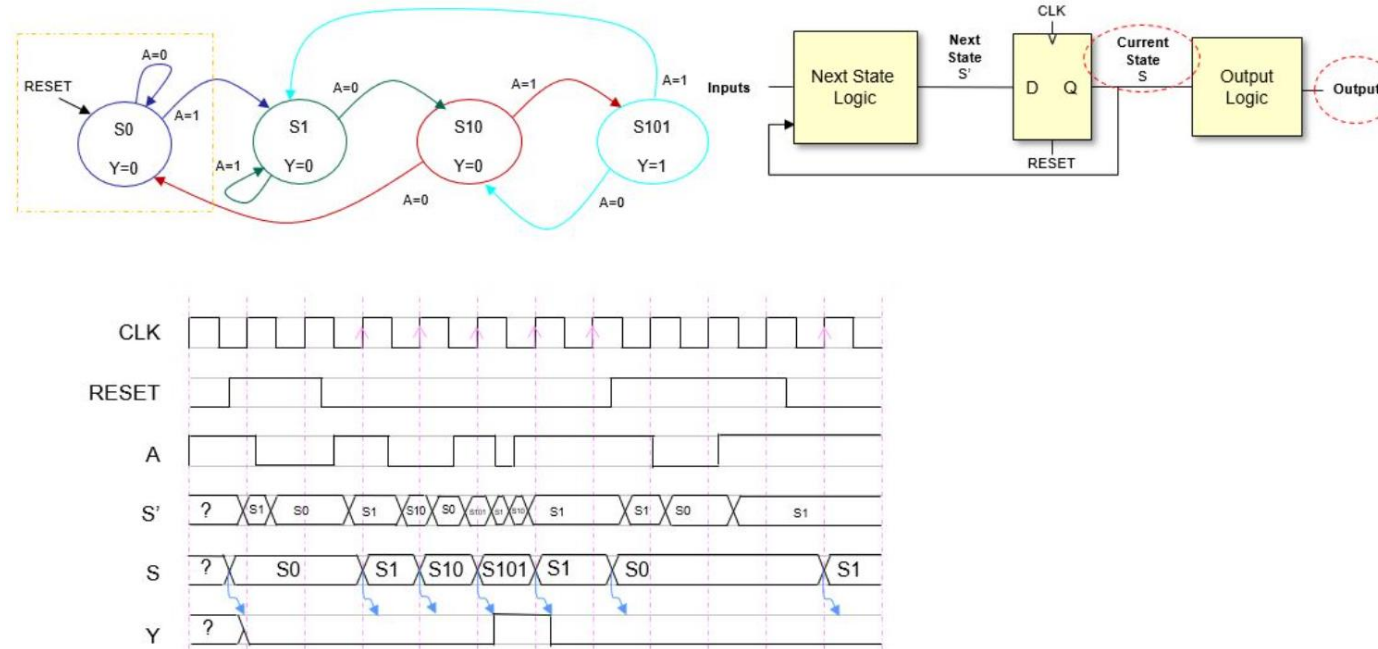 A=0
RESET
A=1
S0
Y=0
A=0
A=1
S1
Y=0
A=1
A=0
S10
Y=0
A=1
A=0
S101
Y=1
CLK
Next
State
S'
Current
State
S
Inputs
Next State
Logic
D Q
Output
Logic
Output
RESET
CLK
RESET
A
S' ? S1 S0 S1 S10 S0 S101 S1 S10 S1 S1 S0 S1
S ? S0 S1 S10 S101 S1 S0 S1
Y ?